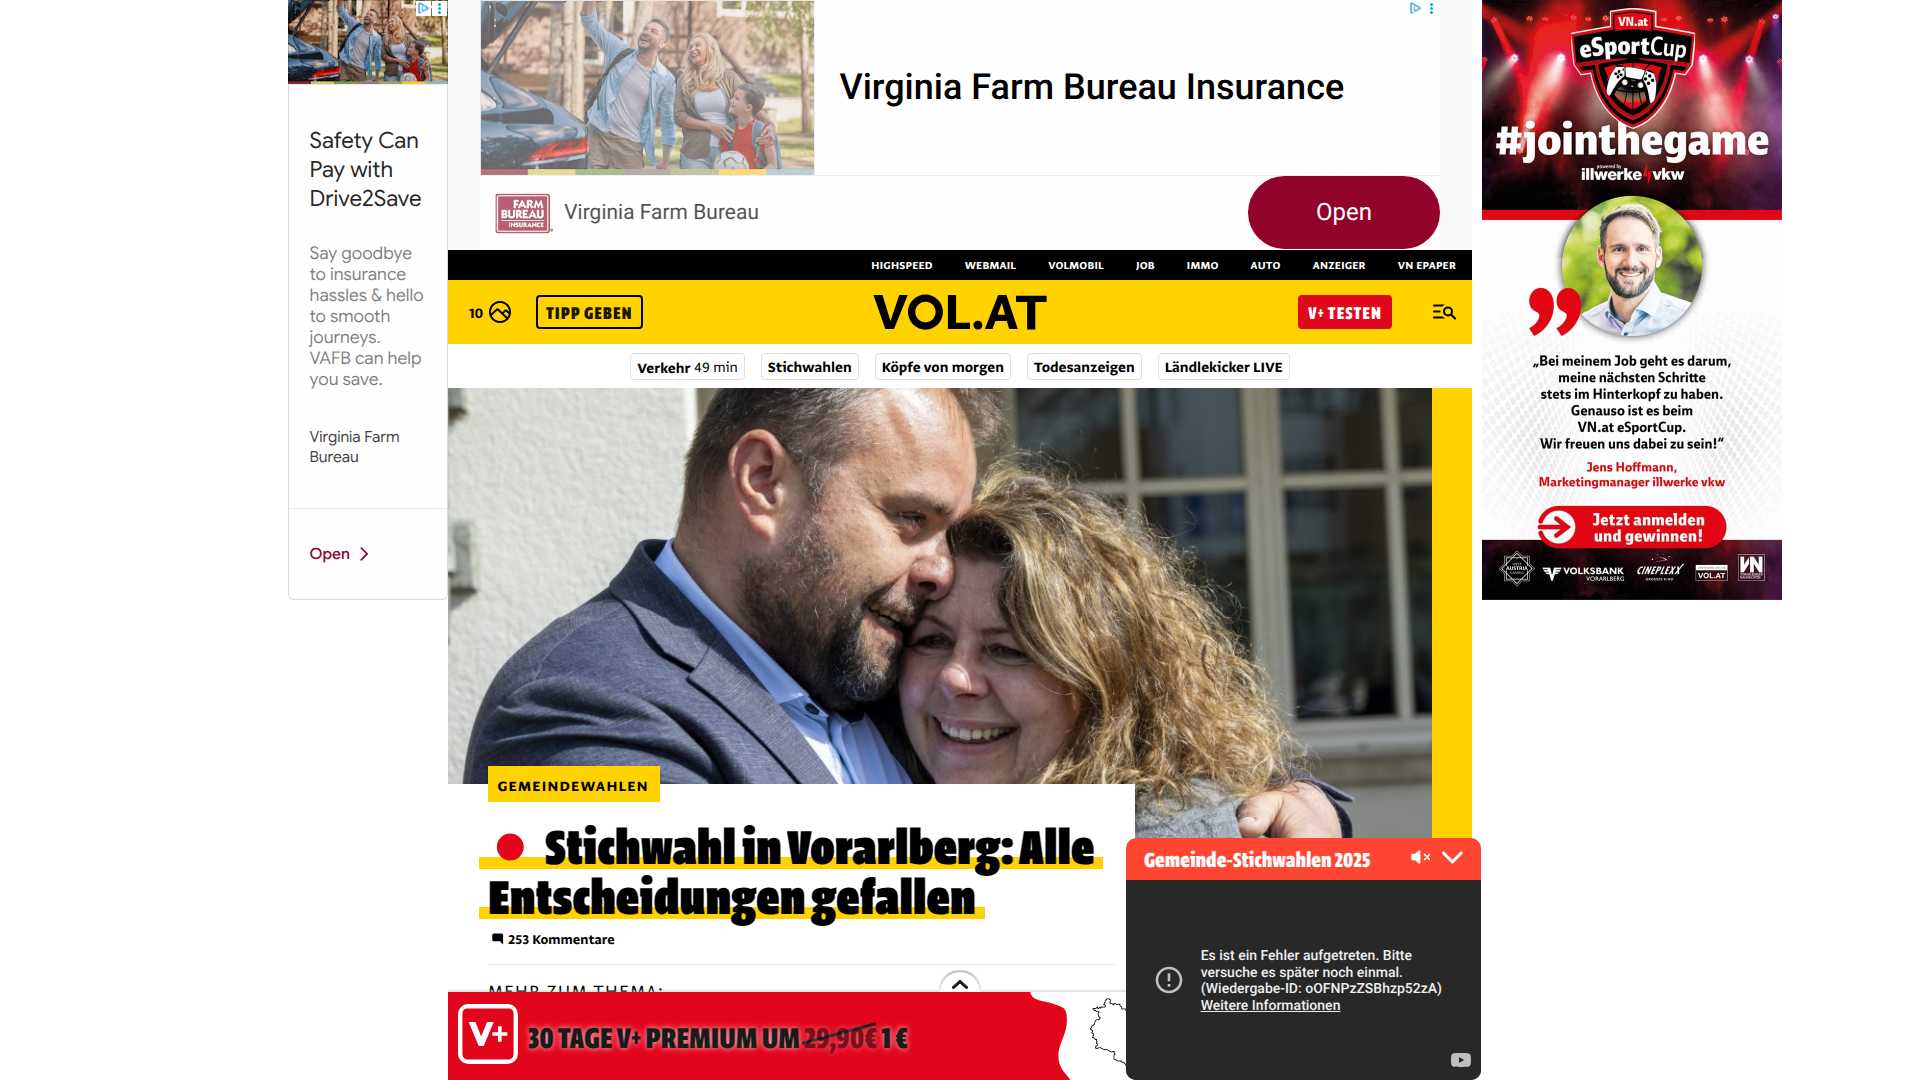 Safety Can
Pay with
Drive2Save
Say goodbye
to insurance
hassles & hello
to smooth
journeys.
VAFB can help
you save.
Virginia Farm
Bureau
Open
Virginia Farm Bureau Insurance
FARM
BUREAU
INSURANCE
Virginia Farm Bureau
Open
HIGHSPEED WEBMAIL VOLMOBIL JOB IMMO AUTO ANZEIGER VN EPAPER
10 TIPP GEBEN VOL.AT V+ TESTEN
Verkehr 49 min Stichwahlen Köpfe von morgen Todesanzeigen Ländlekicker LIVE
GEMEINDEWAHLEN
Stichwahl in Vorarlberg: Alle
Entscheidungen gefallen
253 Kommentare
MEHR ZUM THEMA:
V+ 30 TAGE V+ PREMIUM UM 29,90€ 1 €
Gemeinde-Stichwahlen 2025
Es ist ein Fehler aufgetreten. Bitte
versuche es später noch einmal.
(Wiedergabe-ID: oOFNPzZSBhzp52zA)
Weitere Informationen
VN.at
eSportCup
#jointhegame
powered by
illwerke vkw
„Bei meinem Job geht es darum,
meine nächsten Schritte
stets im Hinterkopf zu haben.
Genauso ist es beim
VN.at eSportCup.
Wir freuen uns dabei zu sein!“
Jens Hoffmann,
Marketingmanager illwerke vkw
Jetzt anmelden
und gewinnen!
AUSTRIA
VOLKSBANK
VORARLBERG
CINEPLEXX
VOL.AT
VN